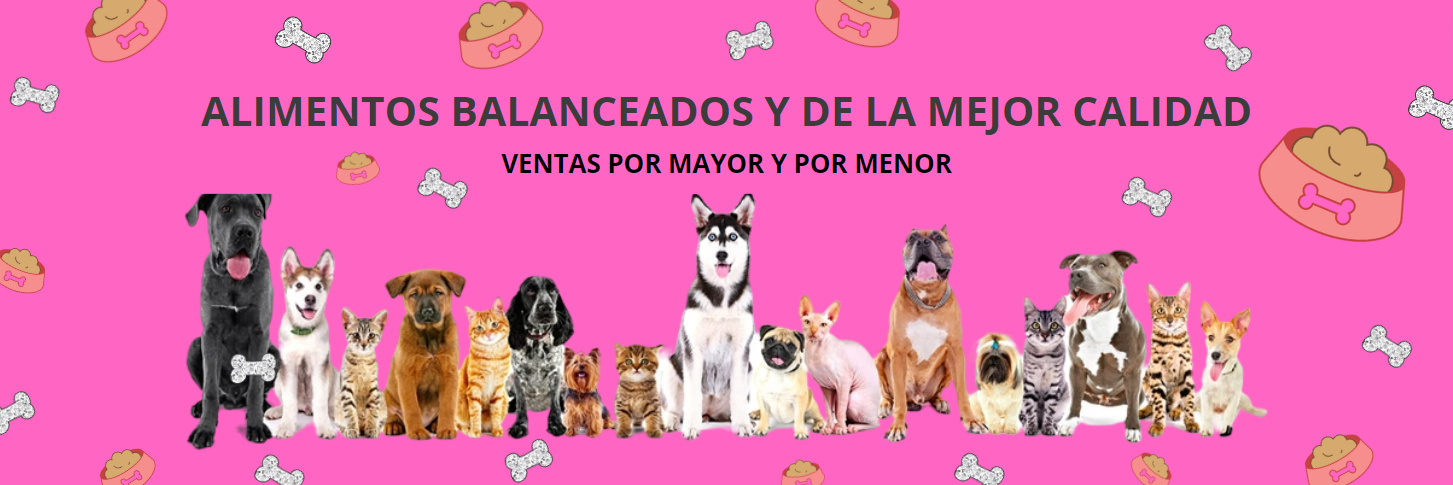 ALIMENTOS BALANCEADOS Y DE LA MEJOR CALIDAD
VENTAS POR MAYOR Y POR MENOR